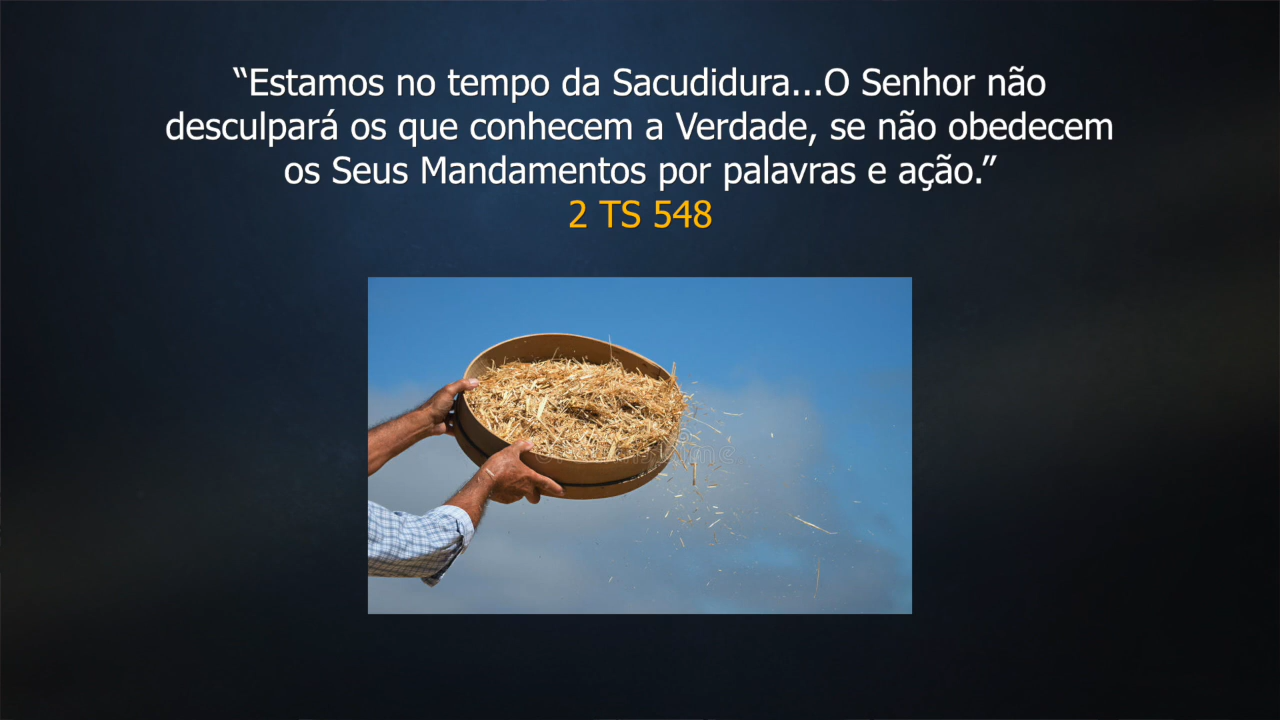 “Estamos no tempo da Sacudidura...O Senhor não
desculpará os que conhecem a Verdade, se não obedecem
os Seus Mandamentos por palavras e ação.”
2 TS 548